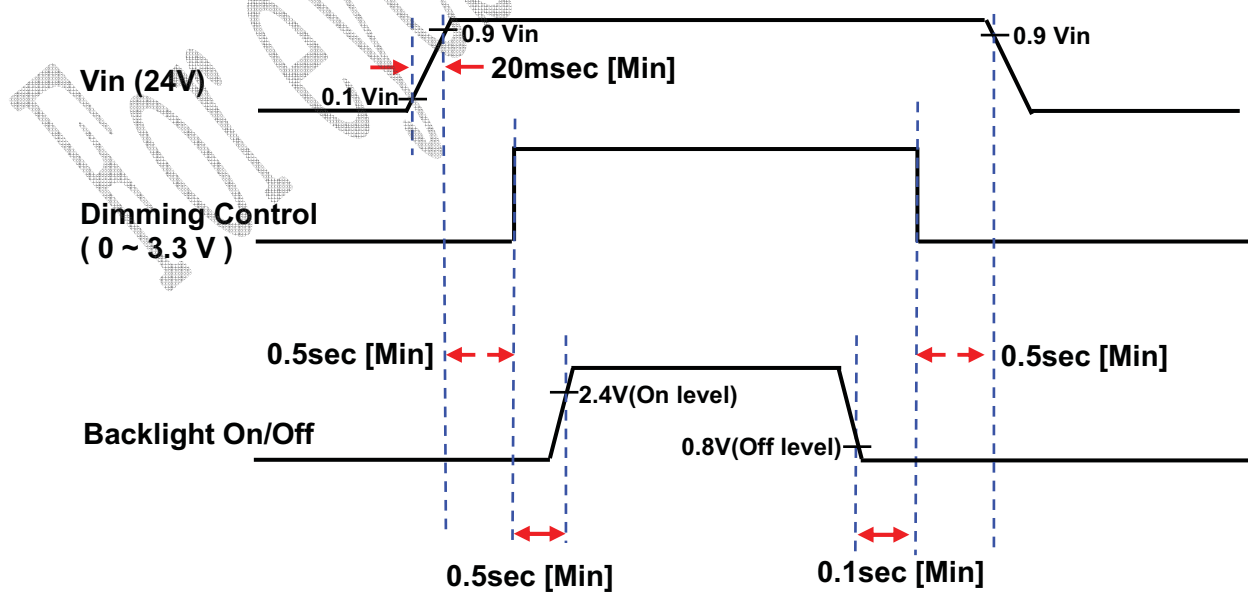 0.9 Vin
0.9 Vin
20msec [Min]
Vin (24V)
0.1 Vin
Dimming Control
( 0 ~ 3.3 V )
0.5sec [Min]
0.5sec [Min]
2.4V(On level)
Backlight On/Off
0.8V(Off level)
0.5sec [Min]
0.1sec [Min]